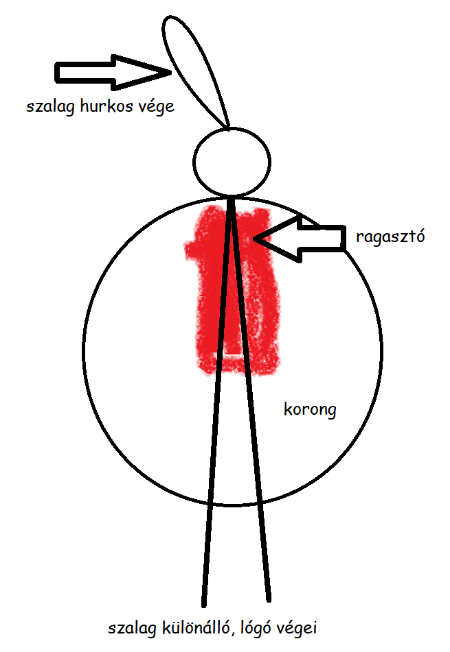 szalag hurkos vége
ragasztó
korong
szalag különálló, lógó végei